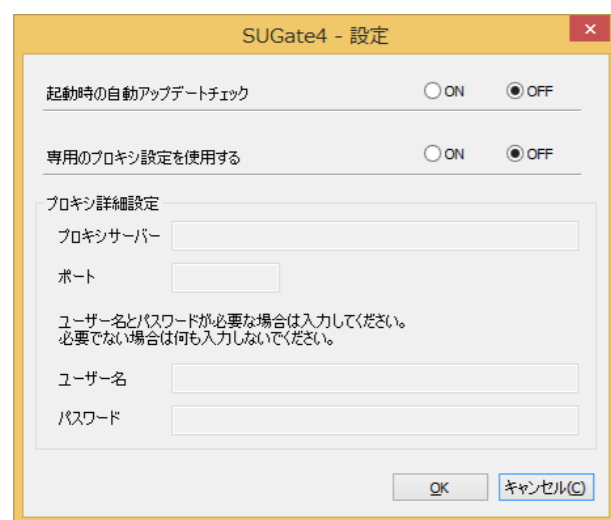 SUGate4 - 設定
起動時の自動アップデートチェック ON OFF
専用のプロキシ設定を使用する ON OFF
プロキシ詳細設定
プロキシサーバー
ポート
ユーザー名とパスワードが必要な場合は入力してください。
必要でない場合は何も入力しないでください。
ユーザー名
パスワード
OK キャンセル(C)